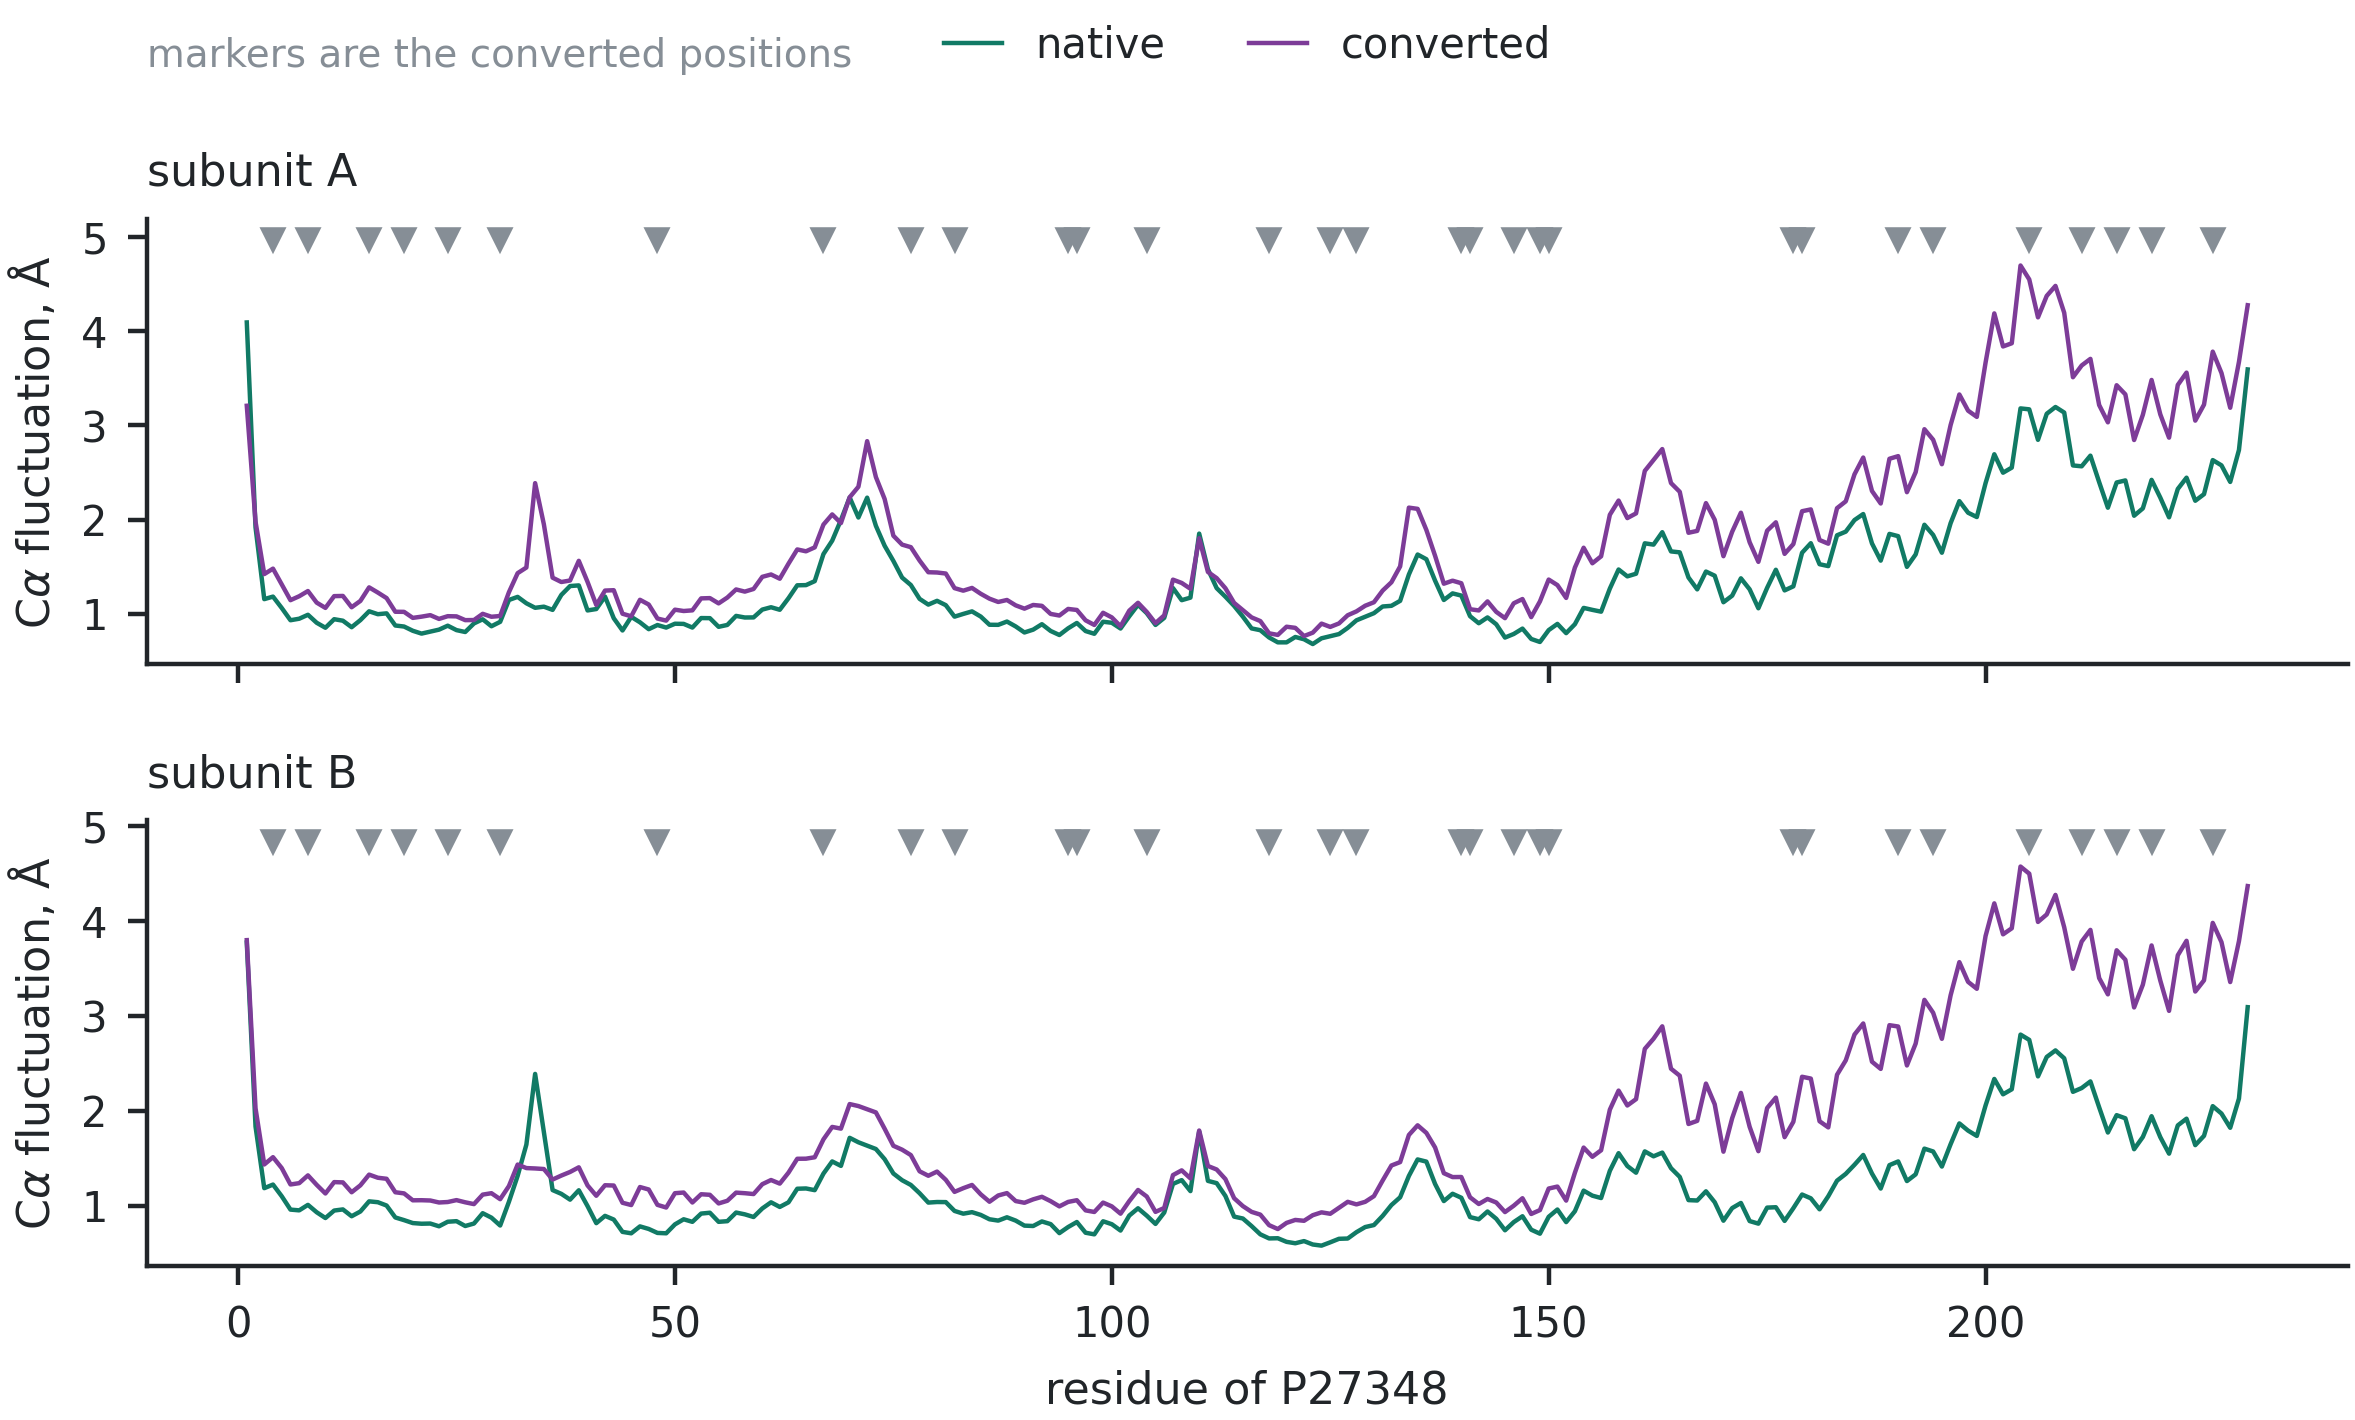 markers are the converted positions
native
converted
subunit A
5
4
3
2
1
Cα fluctuation, Å
subunit B
5
4
3
2
1
Cα fluctuation, Å
0 50 100 150 200
residue of P27348